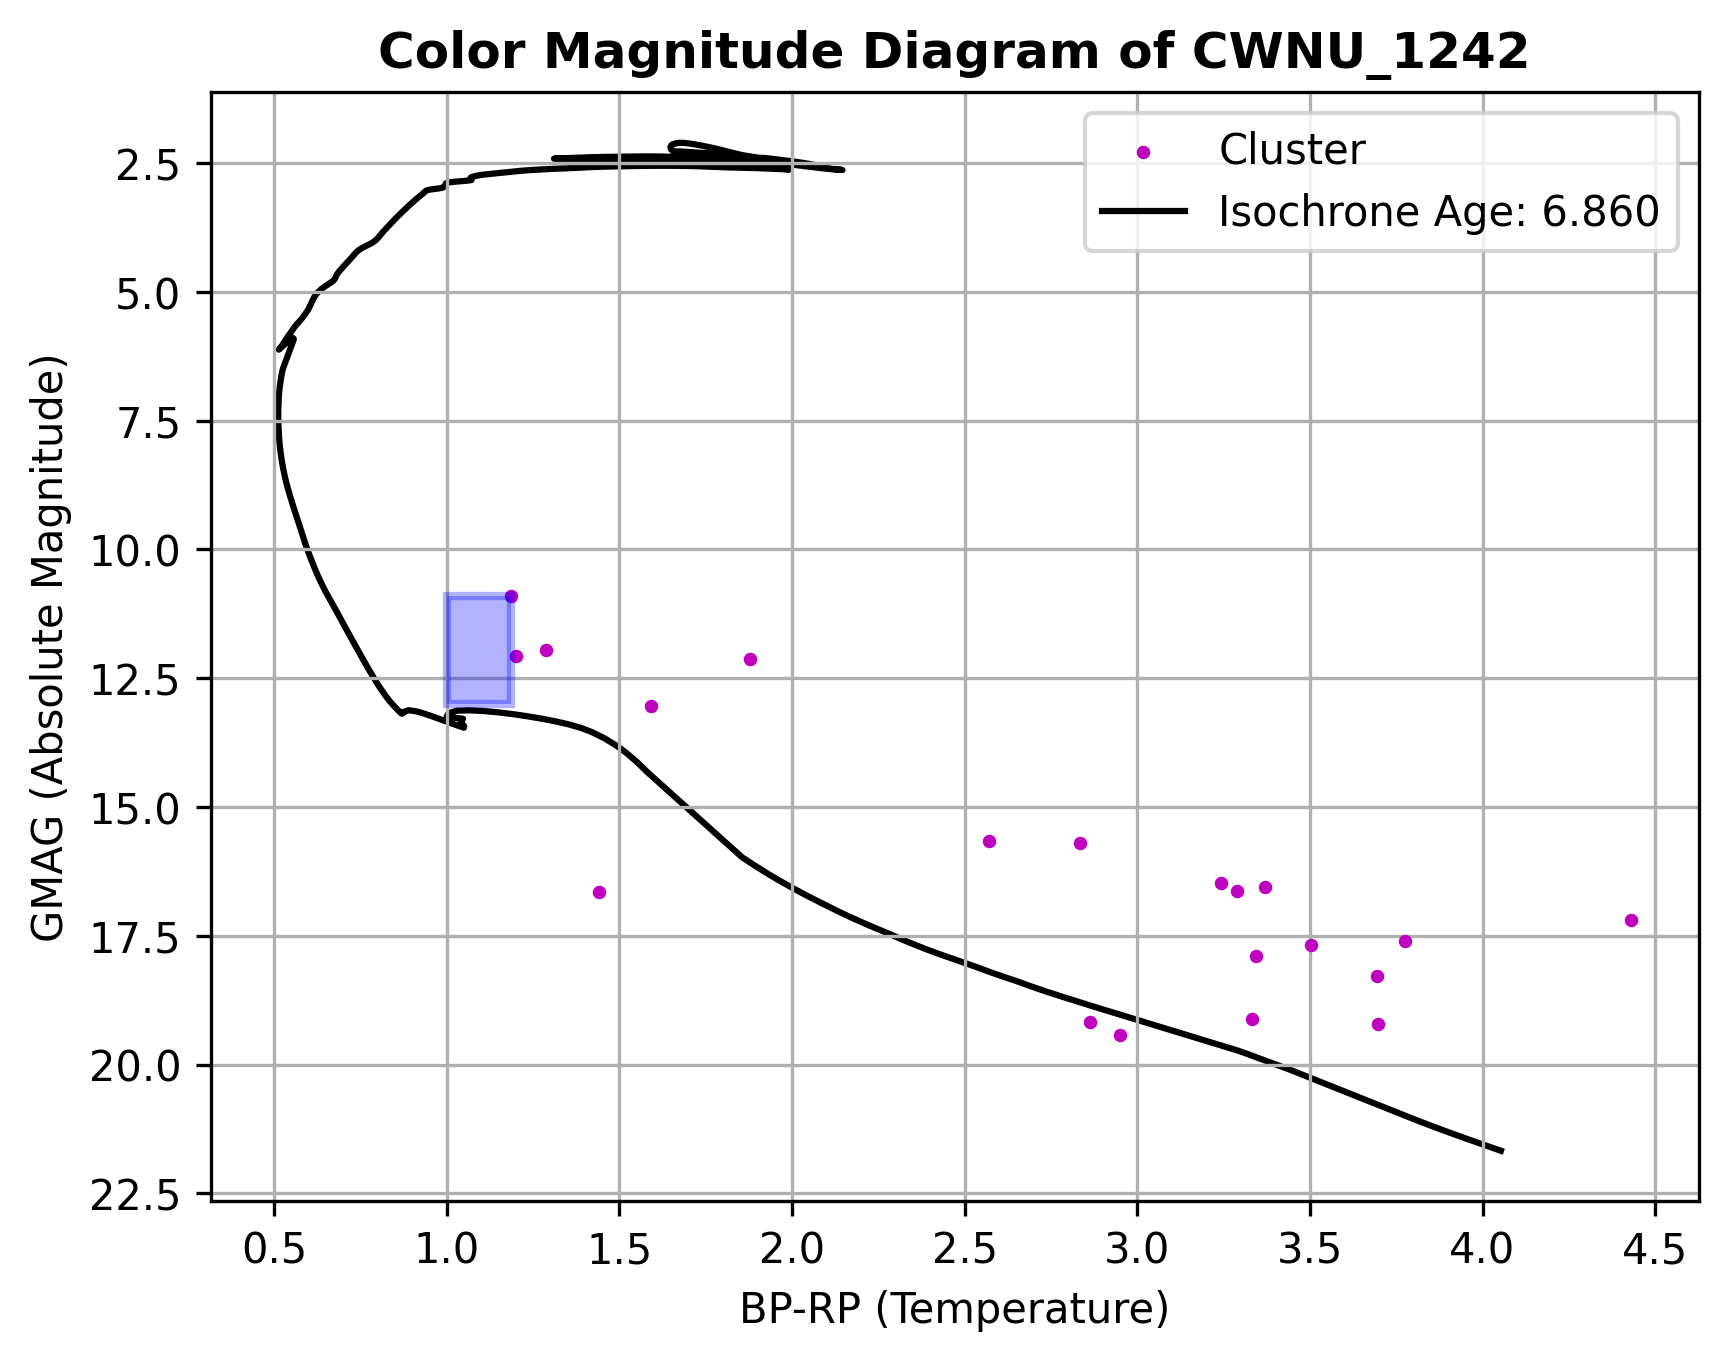 Color Magnitude Diagram of CWNU_1242
Cluster
Isochrone Age: 6.860
GMAG (Absolute Magnitude)
2.5
5.0
7.5
10.0
12.5
15.0
17.5
20.0
22.5
0.5 1.0 1.5 2.0 2.5 3.0 3.5 4.0 4.5
BP-RP (Temperature)